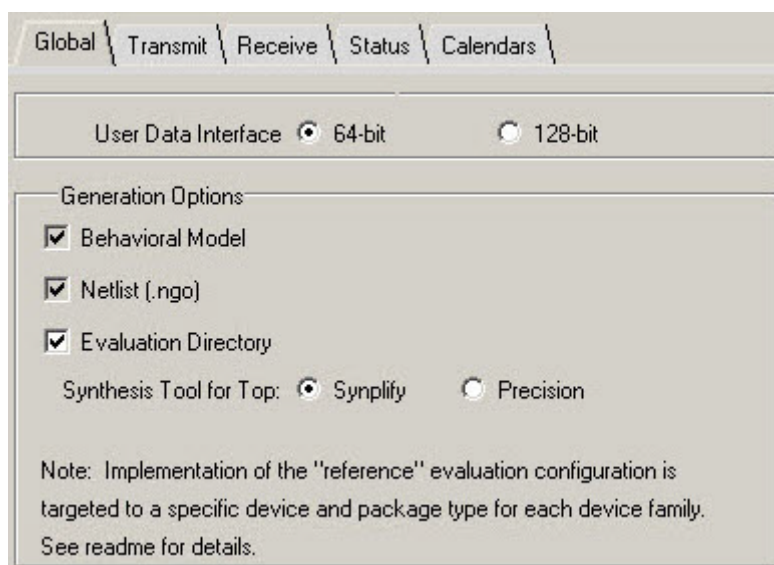 Global Transmit Receive Status Calendars
User Data Interface 64-bit 128-bit
Generation Options
Behavioral Model
Netlist (.ngo)
Evaluation Directory
Synthesis Tool for Top: Synplify Precision
Note: Implementation of the "reference" evaluation configuration is
targeted to a specific device and package type for each device family.
See readme for details.